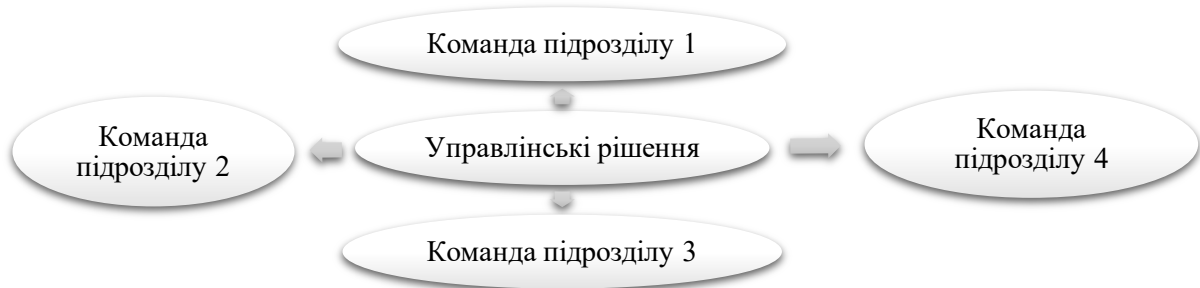 Команда підрозділу 1
Команда
підрозділу 2
Управлінські рішення
Команда
підрозділу 4
Команда підрозділу 3